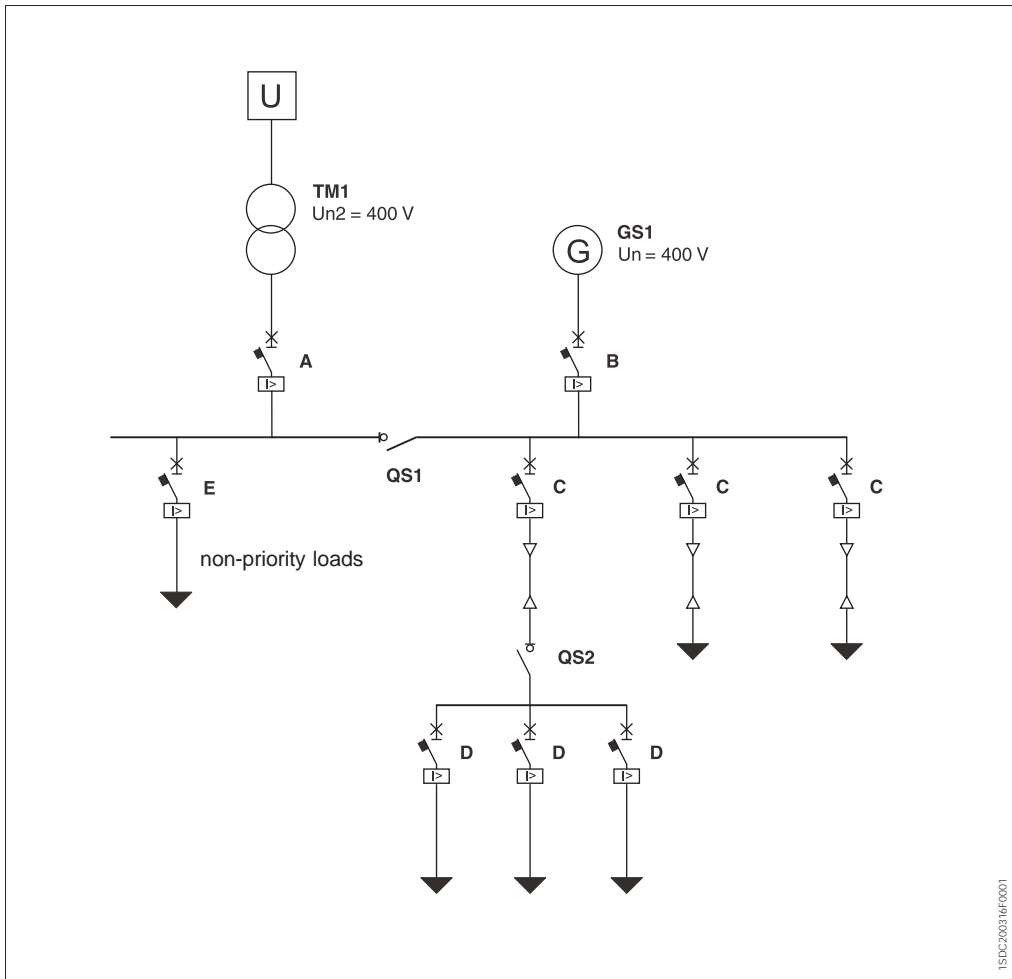 U
TM1
Un2 = 400 V
GS1
G
Un = 400 V
A
B
I>
I>
QS1
E
C
C
C
I>
I>
I>
I>
non-priority loads
QS2
D
D
D
I>
I>
I>
1SDC200316F0001